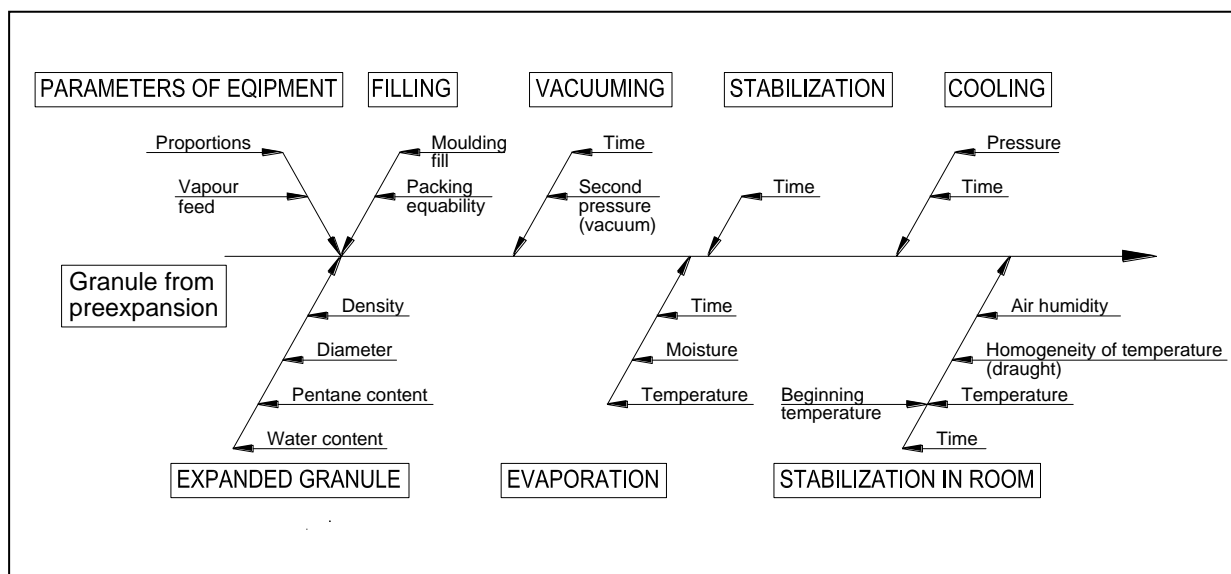 PARAMETERS OF EQIPMENT
FILLING
VACUUMING
STABILIZATION
COOLING
Proportions
Vapour
feed
Moulding
fill
Packing
equability
Time
Second
pressure
(vacuum)
Time
Pressure
Time
Granule from
preexpansion
Density
Diameter
Pentane content
Water content
Time
Moisture
Temperature
Air humidity
Homogeneity of temperature
(draught)
Beginning
temperature
Temperature
Time
EXPANDED GRANULE
EVAPORATION
STABILIZATION IN ROOM